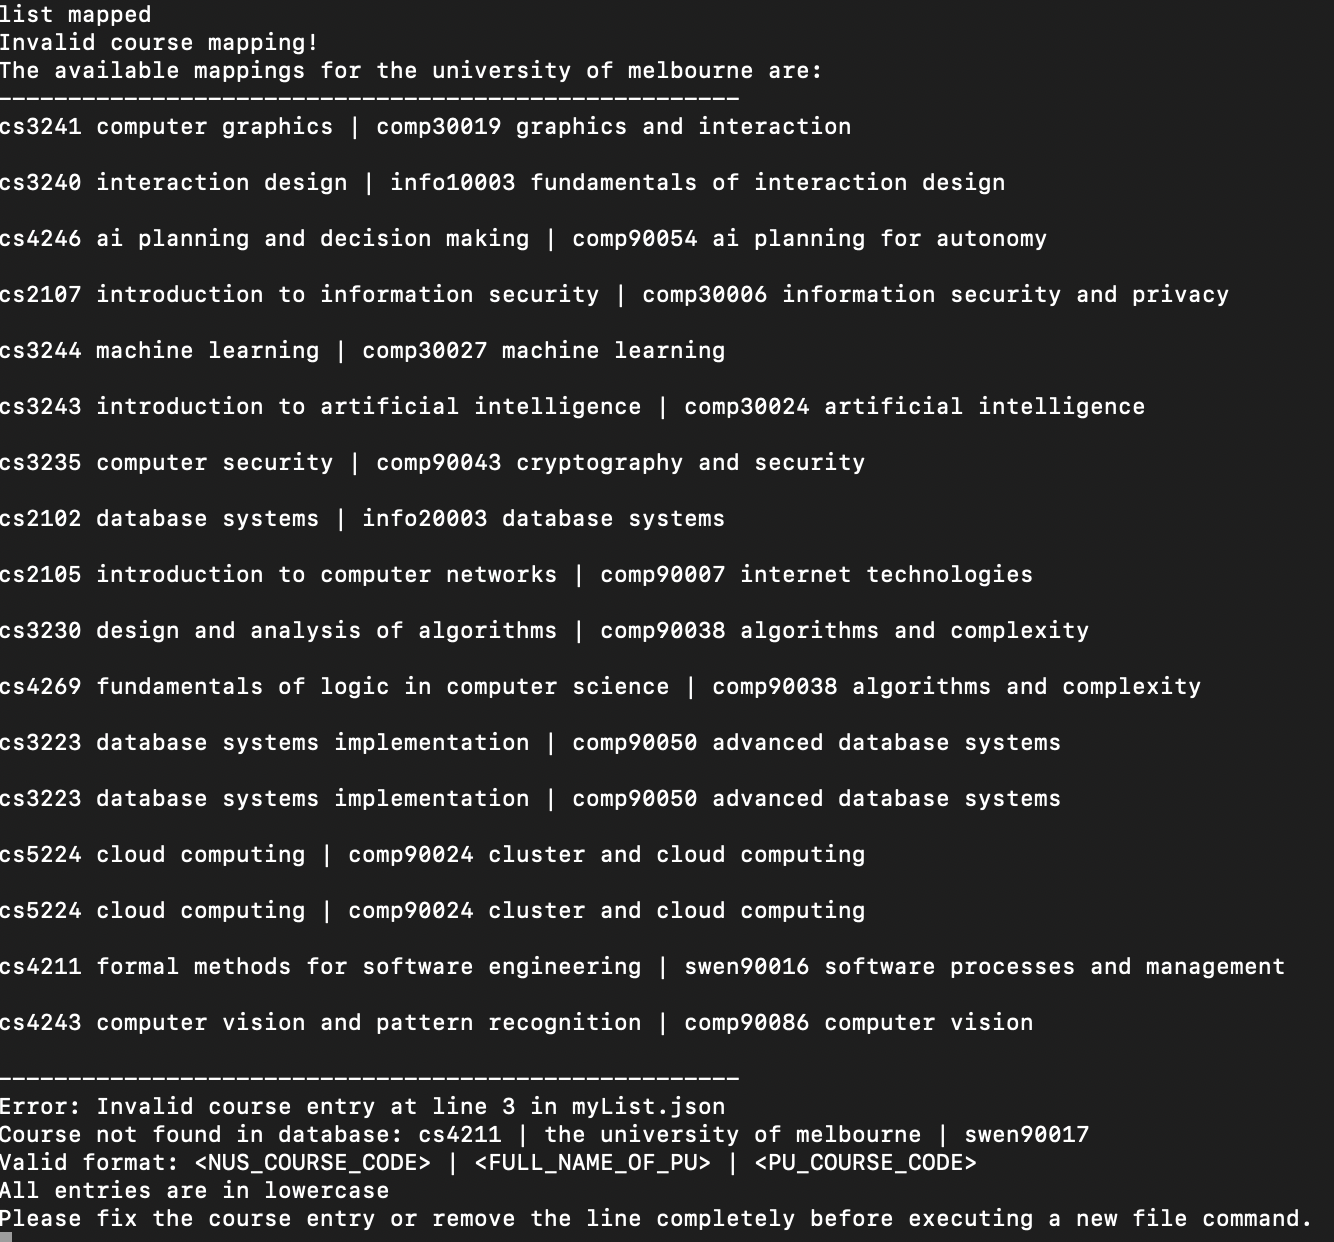 list mapped
Invalid course mapping!
The available mappings for the university of melbourne are:
-----------------------------------------------------
cs3241 computer graphics | comp30019 graphics and interaction
cs3240 interaction design | info10003 fundamentals of interaction design
cs4246 ai planning and decision making | comp90054 ai planning for autonomy
cs2107 introduction to information security | comp30006 information security and privacy
cs3244 machine learning | comp30027 machine learning
cs3243 introduction to artificial intelligence | comp30024 artificial intelligence
cs3235 computer security | comp90043 cryptography and security
cs2102 database systems | info20003 database systems
cs2105 introduction to computer networks | comp90007 internet technologies
cs3230 design and analysis of algorithms | comp90038 algorithms and complexity
cs4269 fundamentals of logic in computer science | comp90038 algorithms and complexity
cs3223 database systems implementation | comp90050 advanced database systems
cs3223 database systems implementation | comp90050 advanced database systems
cs5224 cloud computing | comp90024 cluster and cloud computing
cs5224 cloud computing | comp90024 cluster and cloud computing
cs4211 formal methods for software engineering | swen90016 software processes and management
cs4243 computer vision and pattern recognition | comp90086 computer vision
-----------------------------------------------------
Error: Invalid course entry at line 3 in myList.json
Course not found in database: cs4211 | the university of melbourne | swen90017
Valid format: <NUS_COURSE_CODE> | <FULL_NAME_OF_PU> | <PU_COURSE_CODE>
All entries are in lowercase
Please fix the course entry or remove the line completely before executing a new file command.